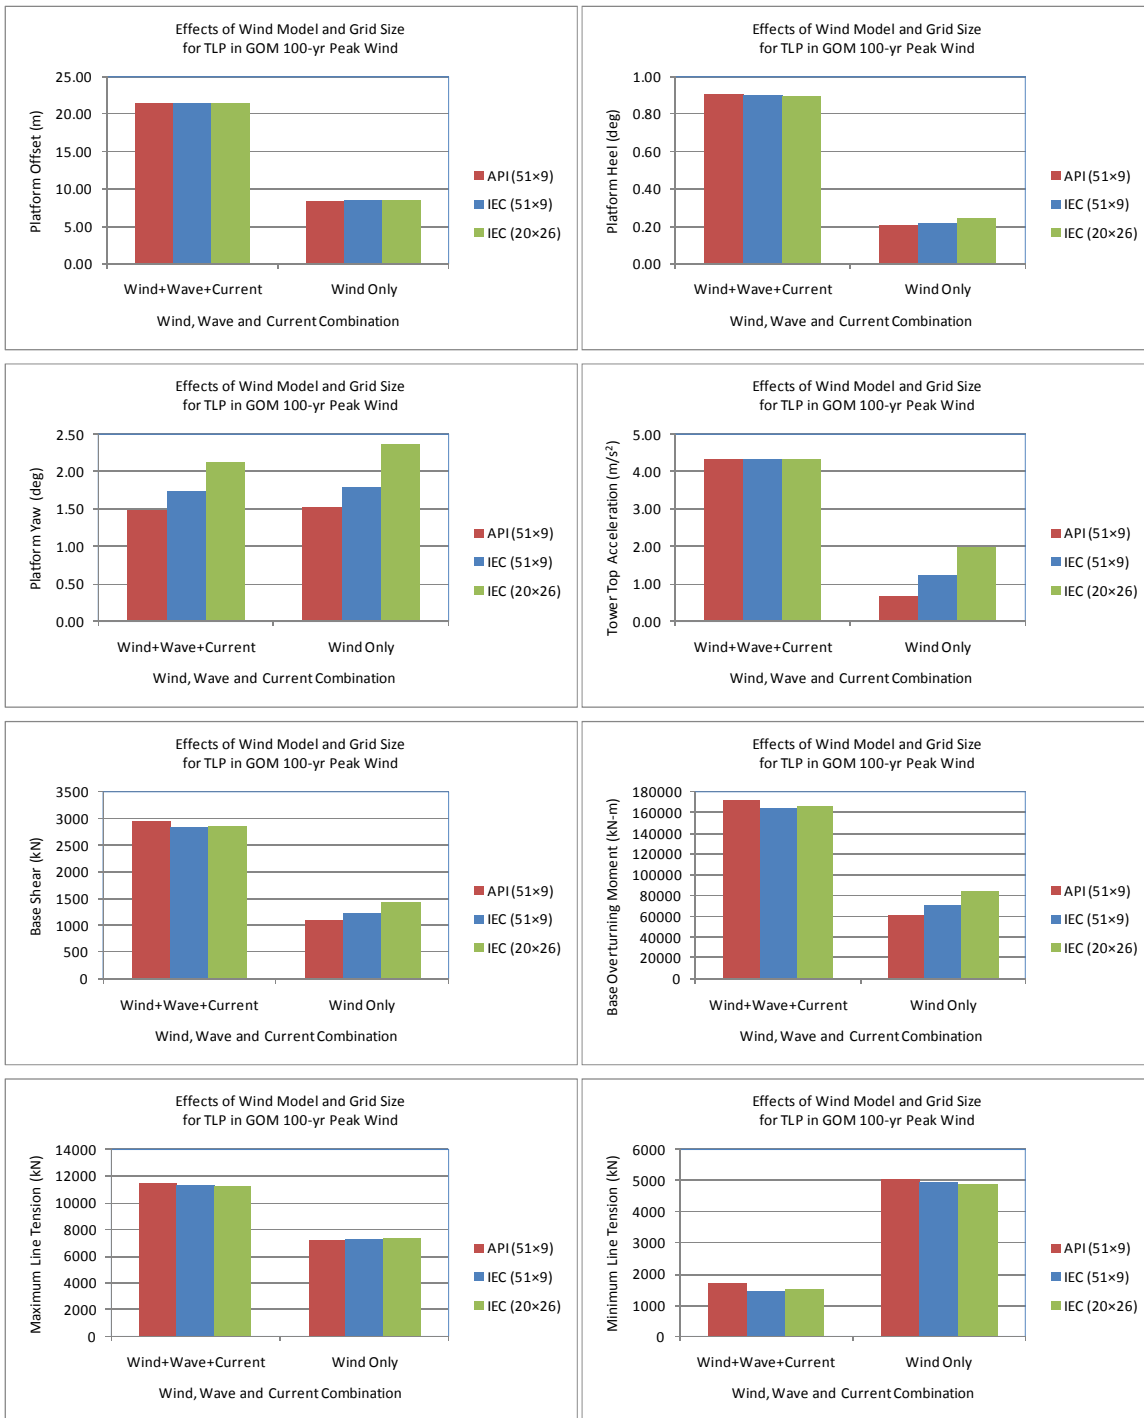 Effects of Wind Model and Grid Size
for TLP in GOM 100-yr Peak Wind
Platform Offset (m)
25.00
20.00
15.00
10.00
5.00
0.00
Wind+Wave+Current
Wind Only
Wind, Wave and Current Combination
API (51×9)
IEC (51×9)
IEC (20×26)
Effects of Wind Model and Grid Size
for TLP in GOM 100-yr Peak Wind
Platform Heel (deg)
1.00
0.80
0.60
0.40
0.20
0.00
Wind+Wave+Current
Wind Only
Wind, Wave and Current Combination
API (51×9)
IEC (51×9)
IEC (20×26)
Effects of Wind Model and Grid Size
for TLP in GOM 100-yr Peak Wind
Platform Yaw (deg)
2.50
2.00
1.50
1.00
0.50
0.00
Wind+Wave+Current
Wind Only
Wind, Wave and Current Combination
API (51×9)
IEC (51×9)
IEC (20×26)
Effects of Wind Model and Grid Size
for TLP in GOM 100-yr Peak Wind
Tower Top Acceleration (m/s²)
5.00
4.00
3.00
2.00
1.00
0.00
Wind+Wave+Current
Wind Only
Wind, Wave and Current Combination
API (51×9)
IEC (51×9)
IEC (20×26)
Effects of Wind Model and Grid Size
for TLP in GOM 100-yr Peak Wind
Base Shear (kN)
3500
3000
2500
2000
1500
1000
500
0
Wind+Wave+Current
Wind Only
Wind, Wave and Current Combination
API (51×9)
IEC (51×9)
IEC (20×26)
Effects of Wind Model and Grid Size
for TLP in GOM 100-yr Peak Wind
Base Overturning Moment (kN-m)
180000
160000
140000
120000
100000
80000
60000
40000
20000
0
Wind+Wave+Current
Wind Only
Wind, Wave and Current Combination
API (51×9)
IEC (51×9)
IEC (20×26)
Effects of Wind Model and Grid Size
for TLP in GOM 100-yr Peak Wind
Maximum Line Tension (kN)
14000
12000
10000
8000
6000
4000
2000
0
Wind+Wave+Current
Wind Only
Wind, Wave and Current Combination
API (51×9)
IEC (51×9)
IEC (20×26)
Effects of Wind Model and Grid Size
for TLP in GOM 100-yr Peak Wind
Minimum Line Tension (kN)
6000
5000
4000
3000
2000
1000
0
Wind+Wave+Current
Wind Only
Wind, Wave and Current Combination
API (51×9)
IEC (51×9)
IEC (20×26)